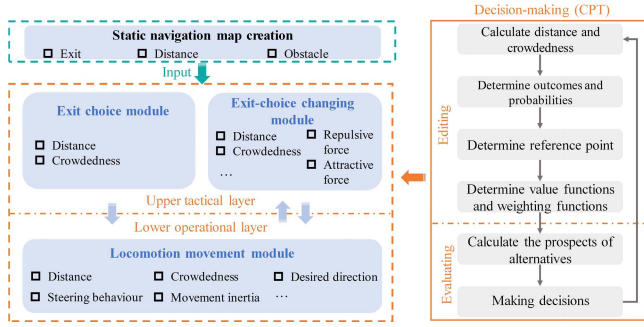 Static navigation map creation
Exit
Distance
Obstacle
Input
Exit choice module
Distance
Crowdedness
Exit-choice changing
module
Distance
Crowdedness
…
Repulsive
force
Attractive
force
Upper tactical layer
Lower operational layer
Locomotion movement module
Distance
Crowdedness
Desired direction
Steering behaviour
Movement inertia
…
Decision-making (CPT)
Editing
Calculate distance
and crowdedness
Determine outcomes and
probabilities
Determine reference point
Determine value functions
and weighting functions
Evaluating
Calculate the prospects of
alternatives
Making decisions